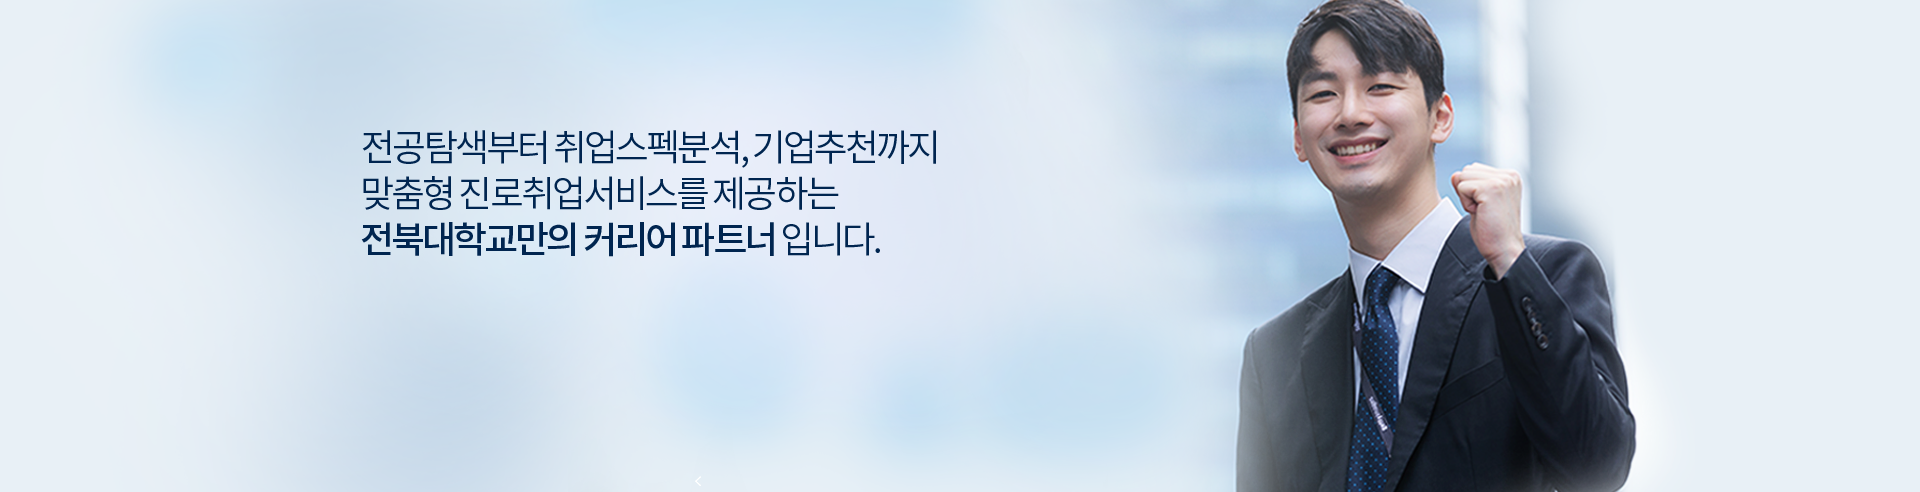 전공탐색부터 취업스펙분석, 기업추천까지
맞춤형 진로취업서비스를 제공하는
전북대학교만의 커리어 파트너 입니다.